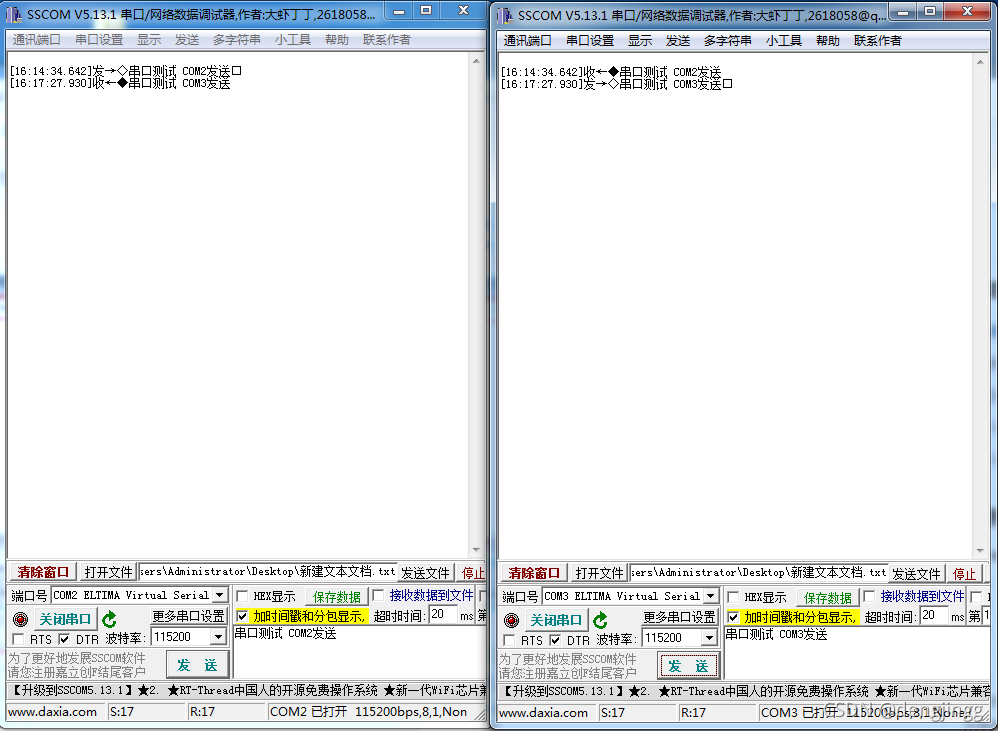 SSCOM V5.13.1 串口/网络数据调试器,作者:大虾丁丁,2618058...
通讯端口 串口设置 显示 发送 多字符串 小工具 帮助 联系作者
[16:14:34.642]发→◇串口测试 COM2发送□
[16:17:27.930]收←◆串口测试 COM3发送
清除窗口 打开文件 sers\Administrator\Desktop\新建文本文档.txt 发送文件 停止
端口号 COM2 ELTIMA Virtual Serial HEX显示 保存数据 接收数据到文件
关闭串口 更多串口设置 加时间戳和分包显示, 超时时间: 20 ms 第
RTS DTR 波特率: 115200 串口测试 COM2发送
为了更好地发展SSCOM软件
请您注册嘉立创F结尾客户
发 送
【升级到SSCOM5.13.1】★2. ★RT-Thread中国人的开源免费操作系统 ★新一代WiFi芯片兼
www.daxia.com S:17 R:17 COM2 已打开 115200bps,8,1,Non
SSCOM V5.13.1 串口/网络数据调试器,作者:大虾丁丁,2618058@q...
通讯端口 串口设置 显示 发送 多字符串 小工具 帮助 联系作者
[16:14:34.642]收←◆串口测试 COM2发送
[16:17:27.930]发→◇串口测试 COM3发送□
清除窗口 打开文件 sers\Administrator\Desktop\新建文本文档.txt 发送文件 停止
端口号 COM3 ELTIMA Virtual Serial HEX显示 保存数据 接收数据到文件
关闭串口 更多串口设置 加时间戳和分包显示, 超时时间: 20 ms 第 1
RTS DTR 波特率: 115200 串口测试 COM3发送
为了更好地发展SSCOM软件
请您注册嘉立创F结尾客户
发 送
【升级到SSCOM5.13.1】★2. ★RT-Thread中国人的开源免费操作系统 ★新一代WiFi芯片兼容
www.daxia.com S:17 R:17 COM3 已打开 115200bps,8,1,None,
CSDN @dengjingg